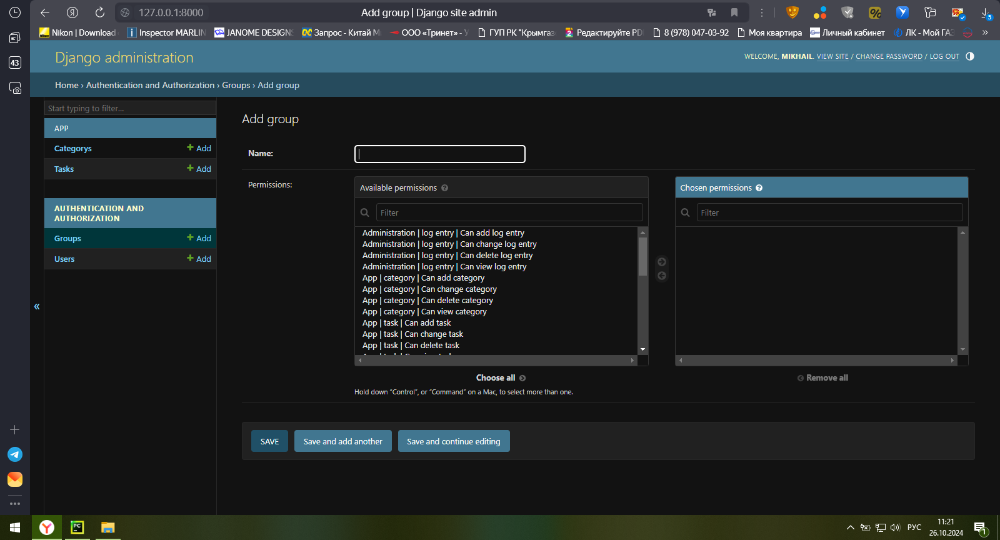 127.0.0.1:8000
Add group | Django site admin
5
Nikon | Download
Inspector MARLIN
JANOME DESIGNS
Запрос - Китай М
ООО «Тринет» - У
ГУП РК "Крымгаз
Редактируйте PD
8 (978) 047-03-92
Моя квартира
Личный кабинет
ЛК - Мой ГАЗ
»
43
Django administration
WELCOME, MIKHAIL. VIEW SITE / CHANGE PASSWORD / LOG OUT
Home › Authentication and Authorization › Groups › Add group
Start typing to filter...
APP
Categorys + Add
Tasks + Add
AUTHENTICATION AND
AUTHORIZATION
Groups + Add
Users + Add
«
Add group
Name:
Permissions:
Available permissions ?
Filter
Administration | log entry | Can add log entry
Administration | log entry | Can change log entry
Administration | log entry | Can delete log entry
Administration | log entry | Can view log entry
App | category | Can add category
App | category | Can change category
App | category | Can delete category
App | category | Can view category
App | task | Can add task
App | task | Can change task
App | task | Can delete task
Choose all
Hold down “Control”, or “Command” on a Mac, to select more than one.
Chosen permissions ?
Filter
Remove all
SAVE
Save and add another
Save and continue editing
PC
РУС
11:21
26.10.2024
1